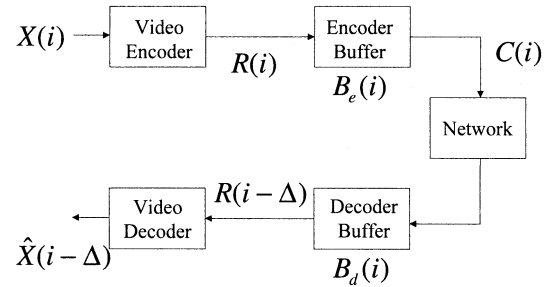 X(i)
Video
Encoder
R(i)
Encoder
Buffer
B_e(i)
C(i)
Network
Decoder
Buffer
B_d(i)
R(i − Δ)
Video
Decoder
X̂(i − Δ)